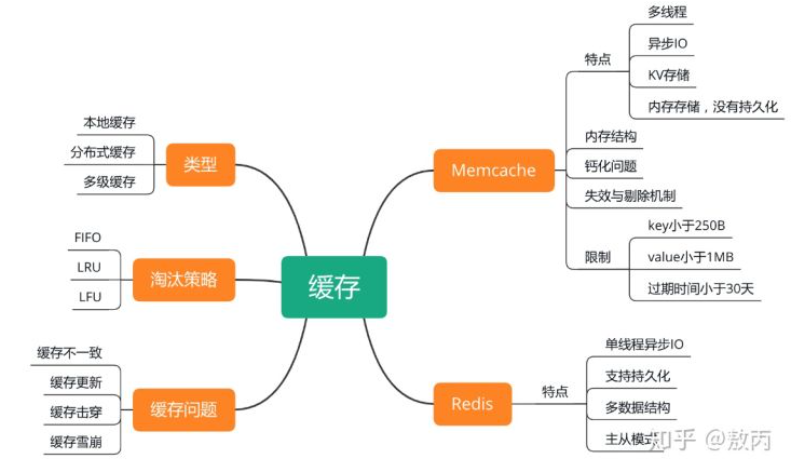 缓存
类型
本地缓存
分布式缓存
多级缓存
淘汰策略
FIFO
LRU
LFU
缓存问题
缓存不一致
缓存更新
缓存击穿
缓存雪崩
Memcache
特点
多线程
异步IO
KV存储
内存存储，没有持久化
内存结构
钙化问题
失效与剔除机制
限制
key小于250B
value小于1MB
过期时间小于30天
Redis
特点
单线程异步IO
支持持久化
多数据结构
主从模式
知乎 @敖丙